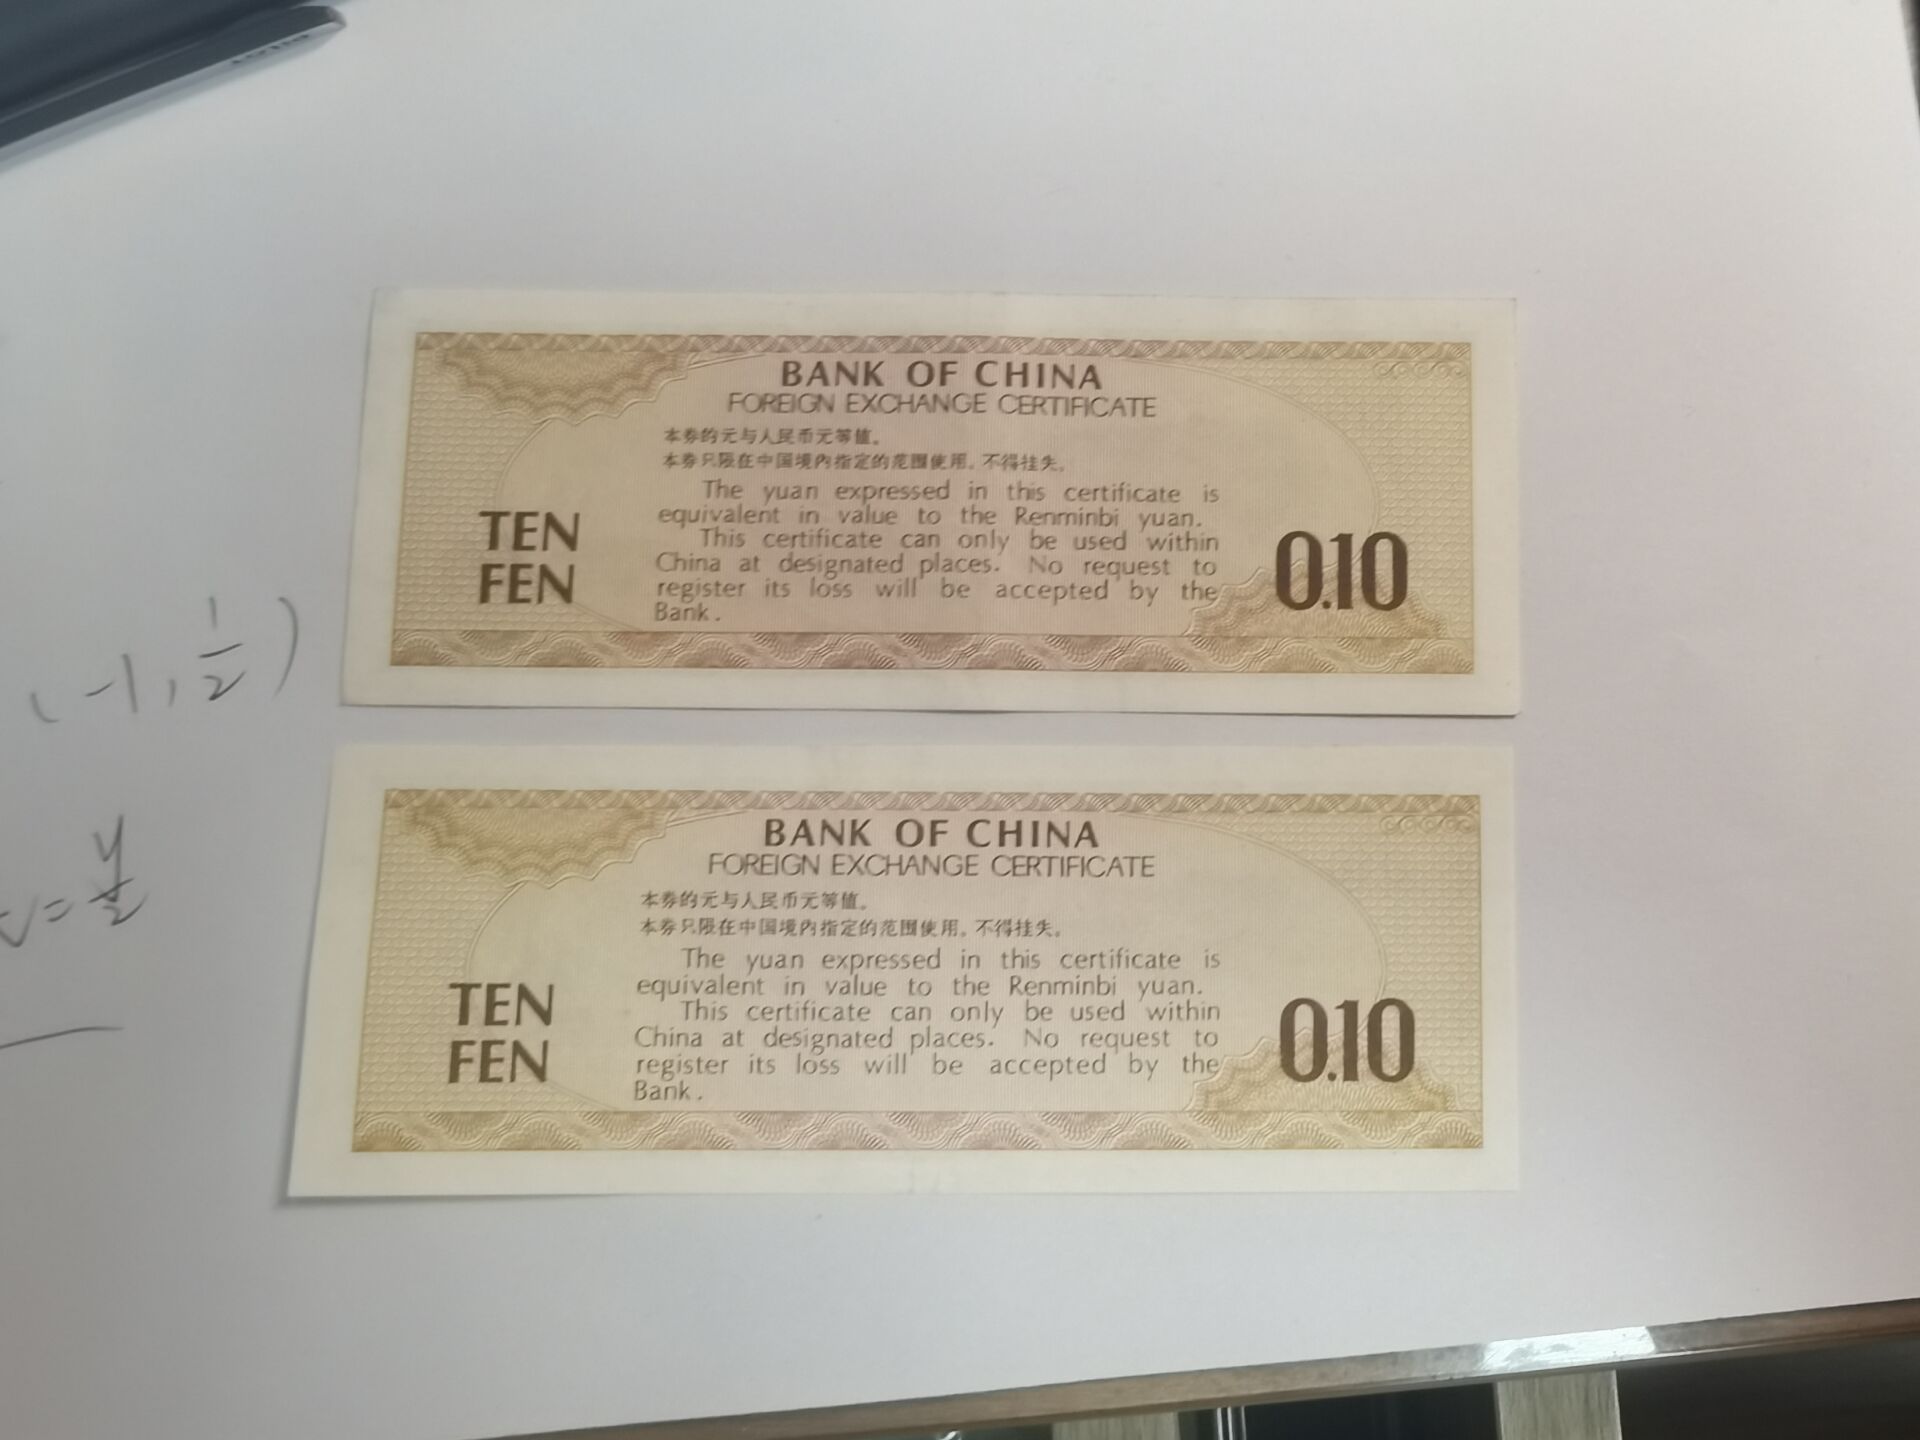 BANK OF CHINA
FOREIGN EXCHANGE CERTIFICATE
本券的元与人民币元等值。
本券只限在中国境内指定的范围使用。不得挂失。
The yuan expressed in this certificate is
equivalent in value to the Renminbi yuan.
This certificate can only be used within
China at designated places. No request to
register its loss will be accepted by the
Bank.
TEN
FEN
0.10
(-1, 1/2)
BANK OF CHINA
FOREIGN EXCHANGE CERTIFICATE
本券的元与人民币元等值。
本券只限在中国境内指定的范围使用。不得挂失。
The yuan expressed in this certificate is
equivalent in value to the Renminbi yuan.
This certificate can only be used within
China at designated places. No request to
register its loss will be accepted by the
Bank.
TEN
FEN
0.10